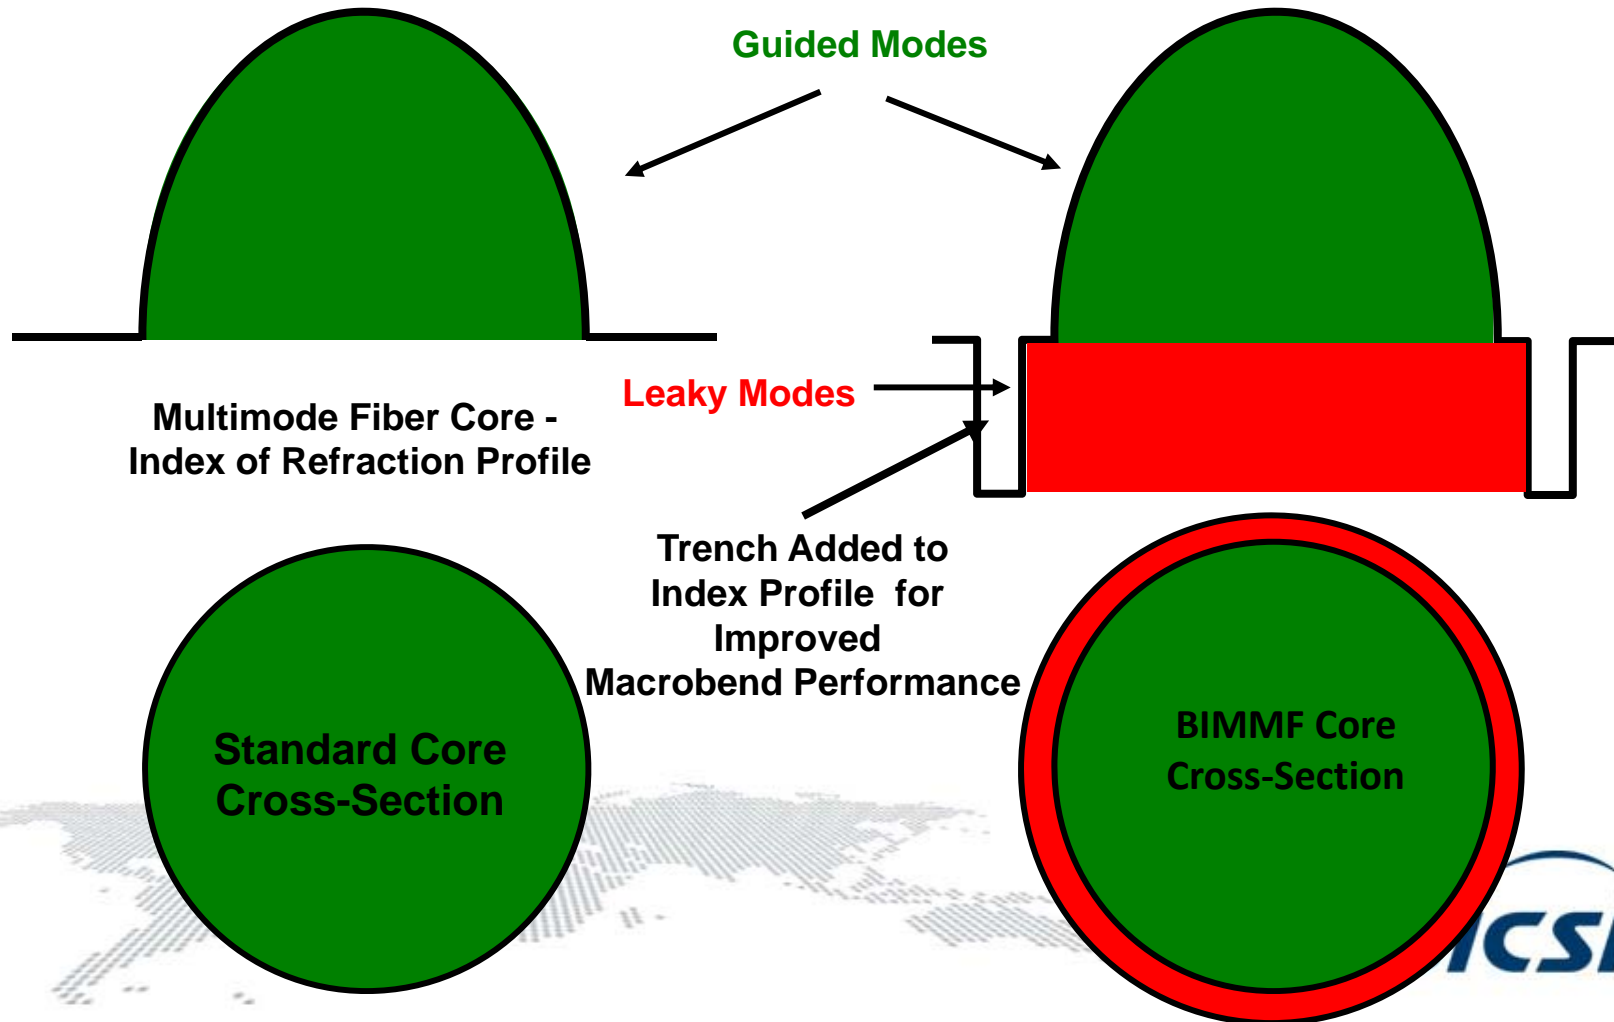 Guided Modes
Leaky Modes
Multimode Fiber Core -
Index of Refraction Profile
Trench Added to
Index Profile for
Improved
Macrobend Performance
Standard Core
Cross-Section
BIMMF Core
Cross-Section